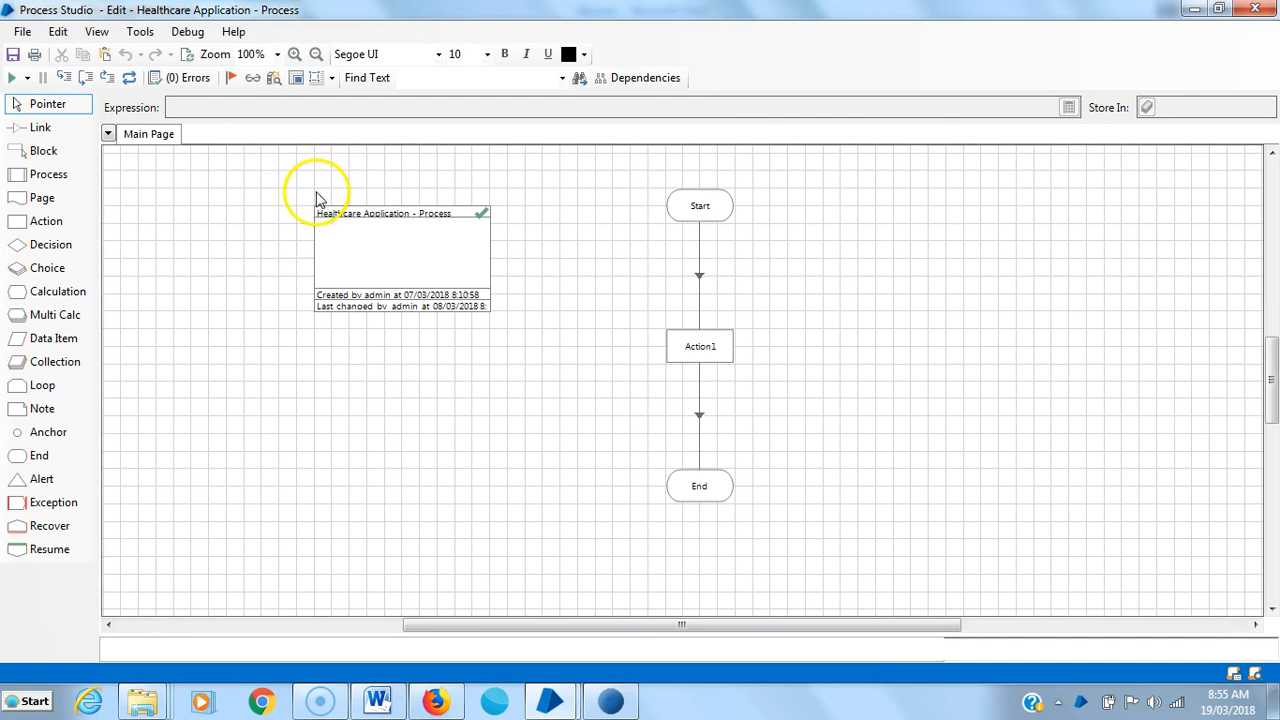 Process Studio - Edit - Healthcare Application - Process
File Edit View Tools Debug Help
Zoom 100% Segoe UI 10 B I U
(0) Errors Find Text Dependencies
Pointer
Link
Block
Process
Page
Action
Decision
Choice
Calculation
Multi Calc
Data Item
Collection
Loop
Note
Anchor
End
Alert
Exception
Recover
Resume
Expression: Store In:
Main Page
Healthcare Application - Process
Created by admin at 07/03/2018 8:10:58
Last changed by admin at 08/03/2018 8:
Start
Action1
End
Start
8:55 AM
19/03/2018